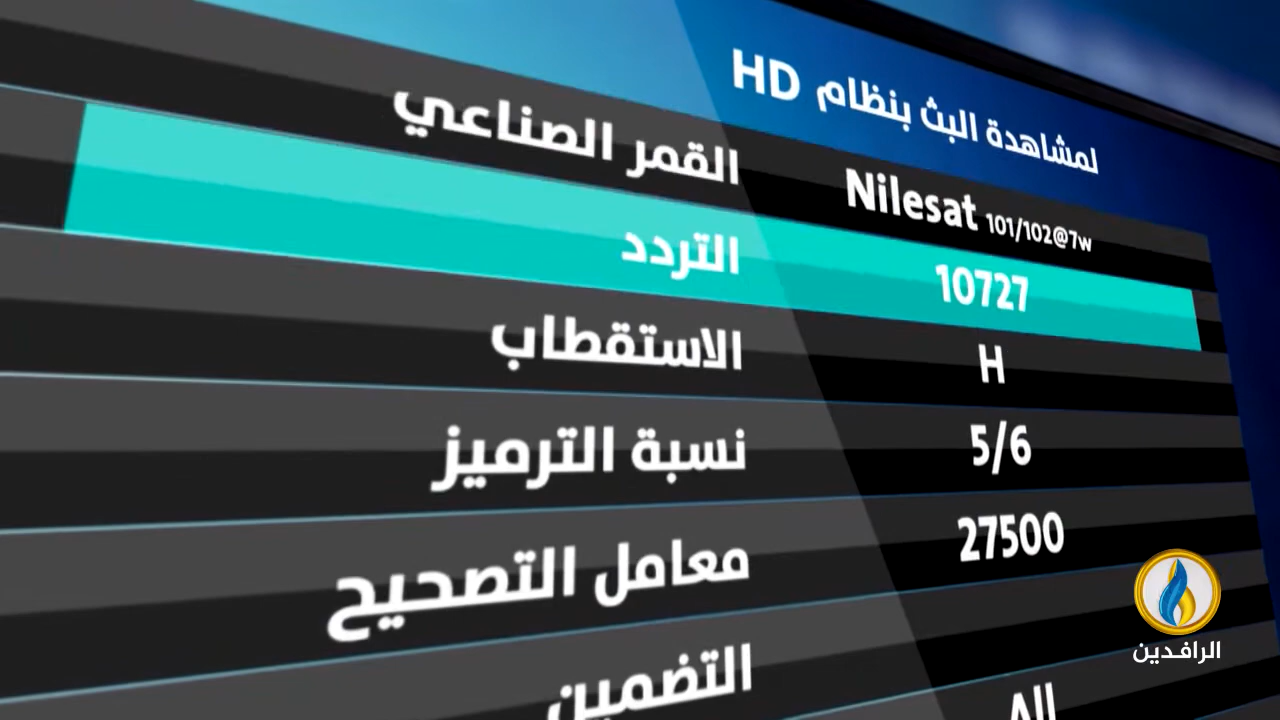 لمشاهدة البث بنظام HD
القمر الصناعي Nilesat 101/102@7w
التردد 10727
الاستقطاب H
نسبة الترميز 5/6
معامل التصحيح 27500
التضمين All
الرافدين